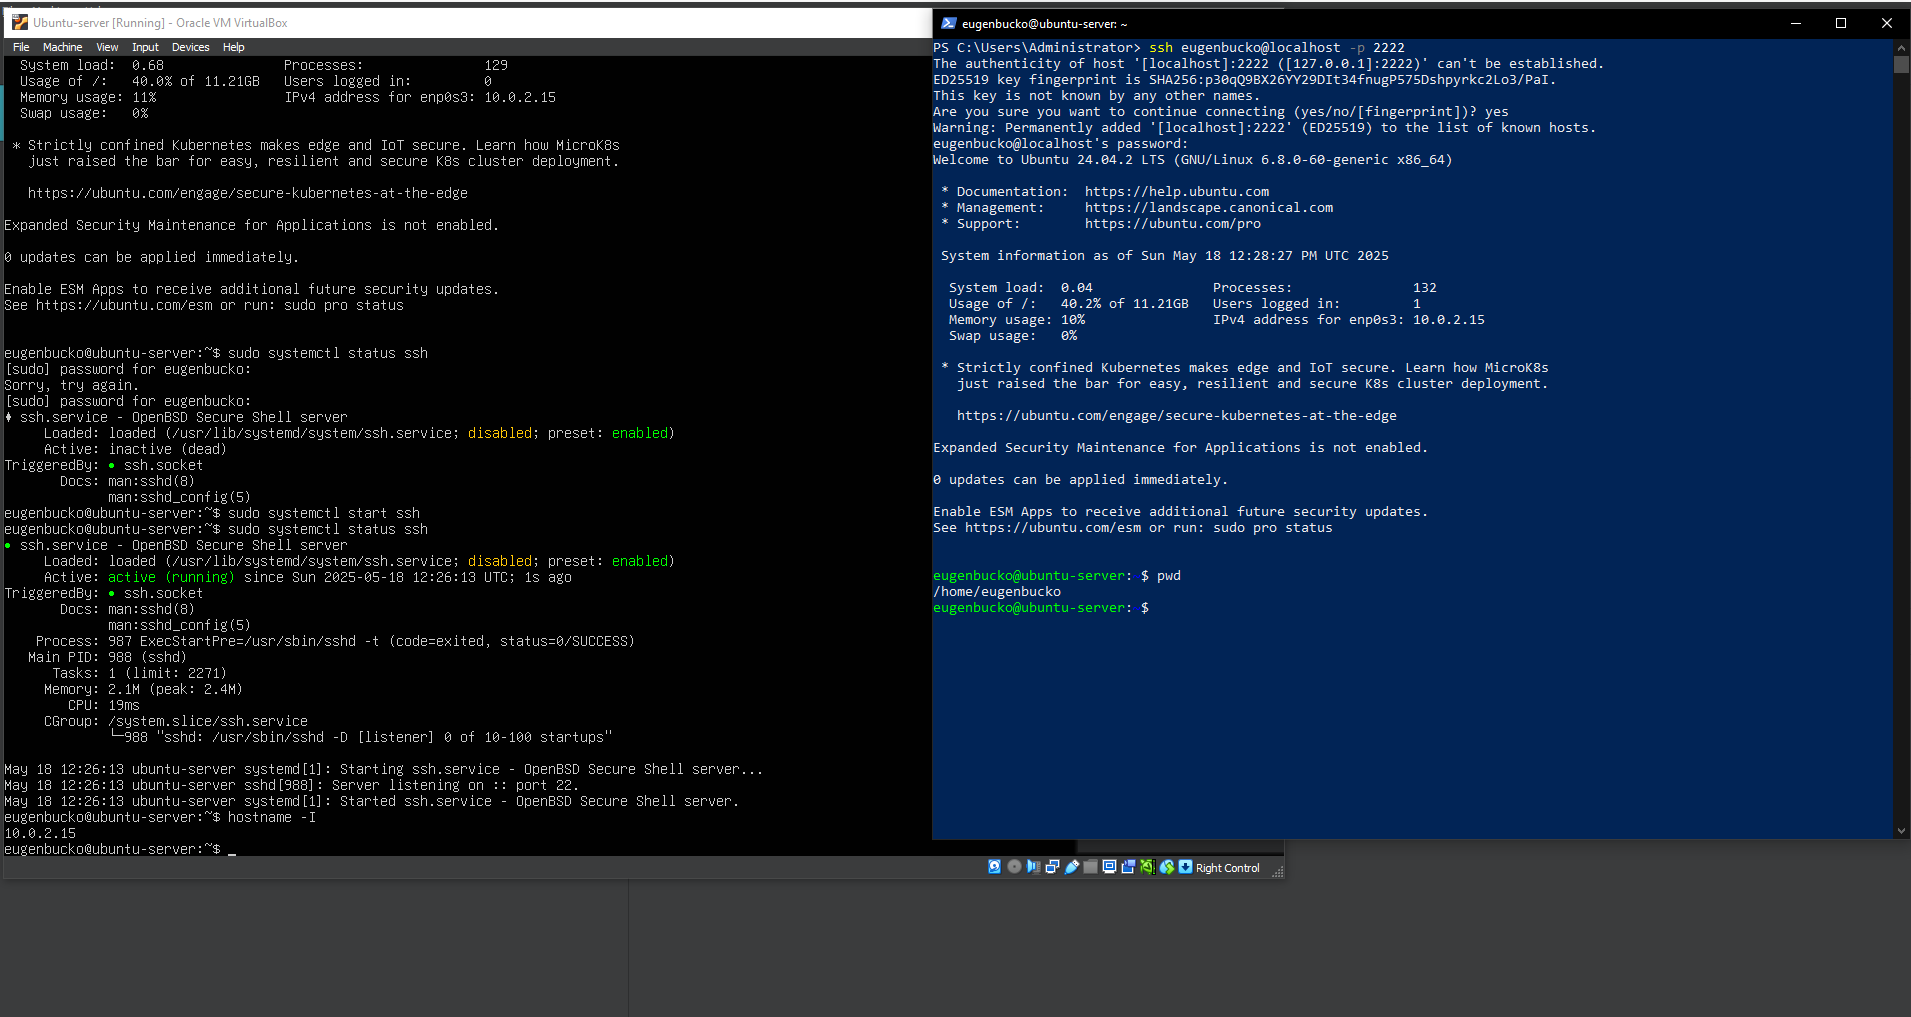 Ubuntu-server [Running] - Oracle VM VirtualBox
File Machine View Input Devices Help
System load: 0.68 Processes: 129
Usage of /: 40.0% of 11.21GB Users logged in: 0
Memory usage: 11% IPv4 address for enp0s3: 10.0.2.15
Swap usage: 0%
* Strictly confined Kubernetes makes edge and IoT secure. Learn how MicroK8s
just raised the bar for easy, resilient and secure K8s cluster deployment.
https://ubuntu.com/engage/secure-kubernetes-at-the-edge
Expanded Security Maintenance for Applications is not enabled.
0 updates can be applied immediately.
Enable ESM Apps to receive additional future security updates.
See https://ubuntu.com/esm or run: sudo pro status
eugenbucko@ubuntu-server:~$ sudo systemctl status ssh
[sudo] password for eugenbucko:
Sorry, try again.
[sudo] password for eugenbucko:
ssh.service - OpenBSD Secure Shell server
Loaded: loaded (/usr/lib/systemd/system/ssh.service; disabled; preset: enabled)
Active: inactive (dead)
TriggeredBy: ● ssh.socket
Docs: man:sshd(8)
man:sshd_config(5)
eugenbucko@ubuntu-server:~$ sudo systemctl start ssh
eugenbucko@ubuntu-server:~$ sudo systemctl status ssh
● ssh.service - OpenBSD Secure Shell server
Loaded: loaded (/usr/lib/systemd/system/ssh.service; disabled; preset: enabled)
Active: active (running) since Sun 2025-05-18 12:26:13 UTC; 1s ago
TriggeredBy: ● ssh.socket
Docs: man:sshd(8)
man:sshd_config(5)
Process: 987 ExecStartPre=/usr/sbin/sshd -t (code=exited, status=0/SUCCESS)
Main PID: 988 (sshd)
Tasks: 1 (limit: 2271)
Memory: 2.1M (peak: 2.4M)
CPU: 19ms
CGroup: /system.slice/ssh.service
└─988 "sshd: /usr/sbin/sshd -D [listener] 0 of 10-100 startups"
May 18 12:26:13 ubuntu-server systemd[1]: Starting ssh.service - OpenBSD Secure Shell server...
May 18 12:26:13 ubuntu-server sshd[988]: Server listening on :: port 22.
May 18 12:26:13 ubuntu-server systemd[1]: Started ssh.service - OpenBSD Secure Shell server.
eugenbucko@ubuntu-server:~$ hostname -I
10.0.2.15
eugenbucko@ubuntu-server:~$ _
Right Control
eugenbucko@ubuntu-server: ~
PS C:\Users\Administrator> ssh eugenbucko@localhost -p 2222
The authenticity of host '[localhost]:2222 ([127.0.0.1]:2222)' can't be established.
ED25519 key fingerprint is SHA256:p30qQ9BX26YY29DIt34fnugP575Dshpyrkc2Lo3/PaI.
This key is not known by any other names.
Are you sure you want to continue connecting (yes/no/[fingerprint])? yes
Warning: Permanently added '[localhost]:2222' (ED25519) to the list of known hosts.
eugenbucko@localhost's password:
Welcome to Ubuntu 24.04.2 LTS (GNU/Linux 6.8.0-60-generic x86_64)
* Documentation: https://help.ubuntu.com
* Management: https://landscape.canonical.com
* Support: https://ubuntu.com/pro
System information as of Sun May 18 12:28:27 PM UTC 2025
System load: 0.04 Processes: 132
Usage of /: 40.2% of 11.21GB Users logged in: 1
Memory usage: 10% IPv4 address for enp0s3: 10.0.2.15
Swap usage: 0%
* Strictly confined Kubernetes makes edge and IoT secure. Learn how MicroK8s
just raised the bar for easy, resilient and secure K8s cluster deployment.
https://ubuntu.com/engage/secure-kubernetes-at-the-edge
Expanded Security Maintenance for Applications is not enabled.
0 updates can be applied immediately.
Enable ESM Apps to receive additional future security updates.
See https://ubuntu.com/esm or run: sudo pro status
eugenbucko@ubuntu-server: $ pwd
/home/eugenbucko
eugenbucko@ubuntu-server: $